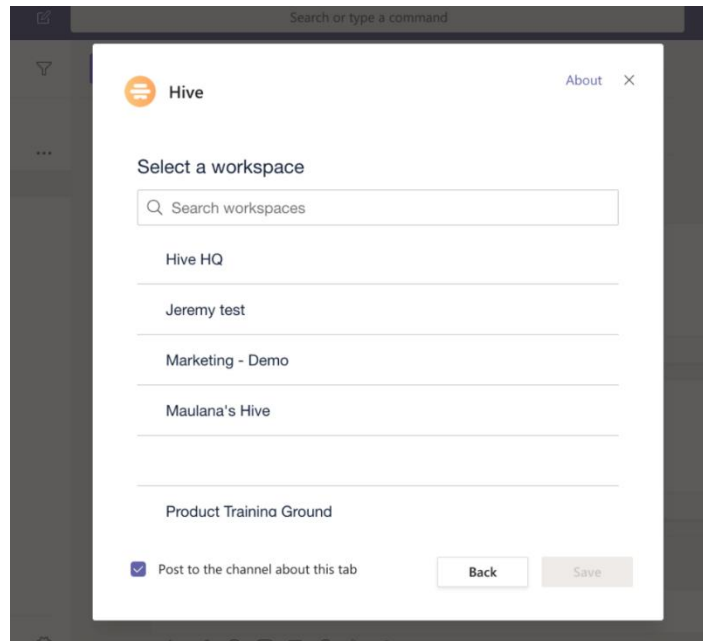 Search or type a command
Hive
About
Select a workspace
Search workspaces
Hive HQ
Jeremy test
Marketing - Demo
Maulana's Hive
Product Training Ground
Post to the channel about this tab
Back
Save